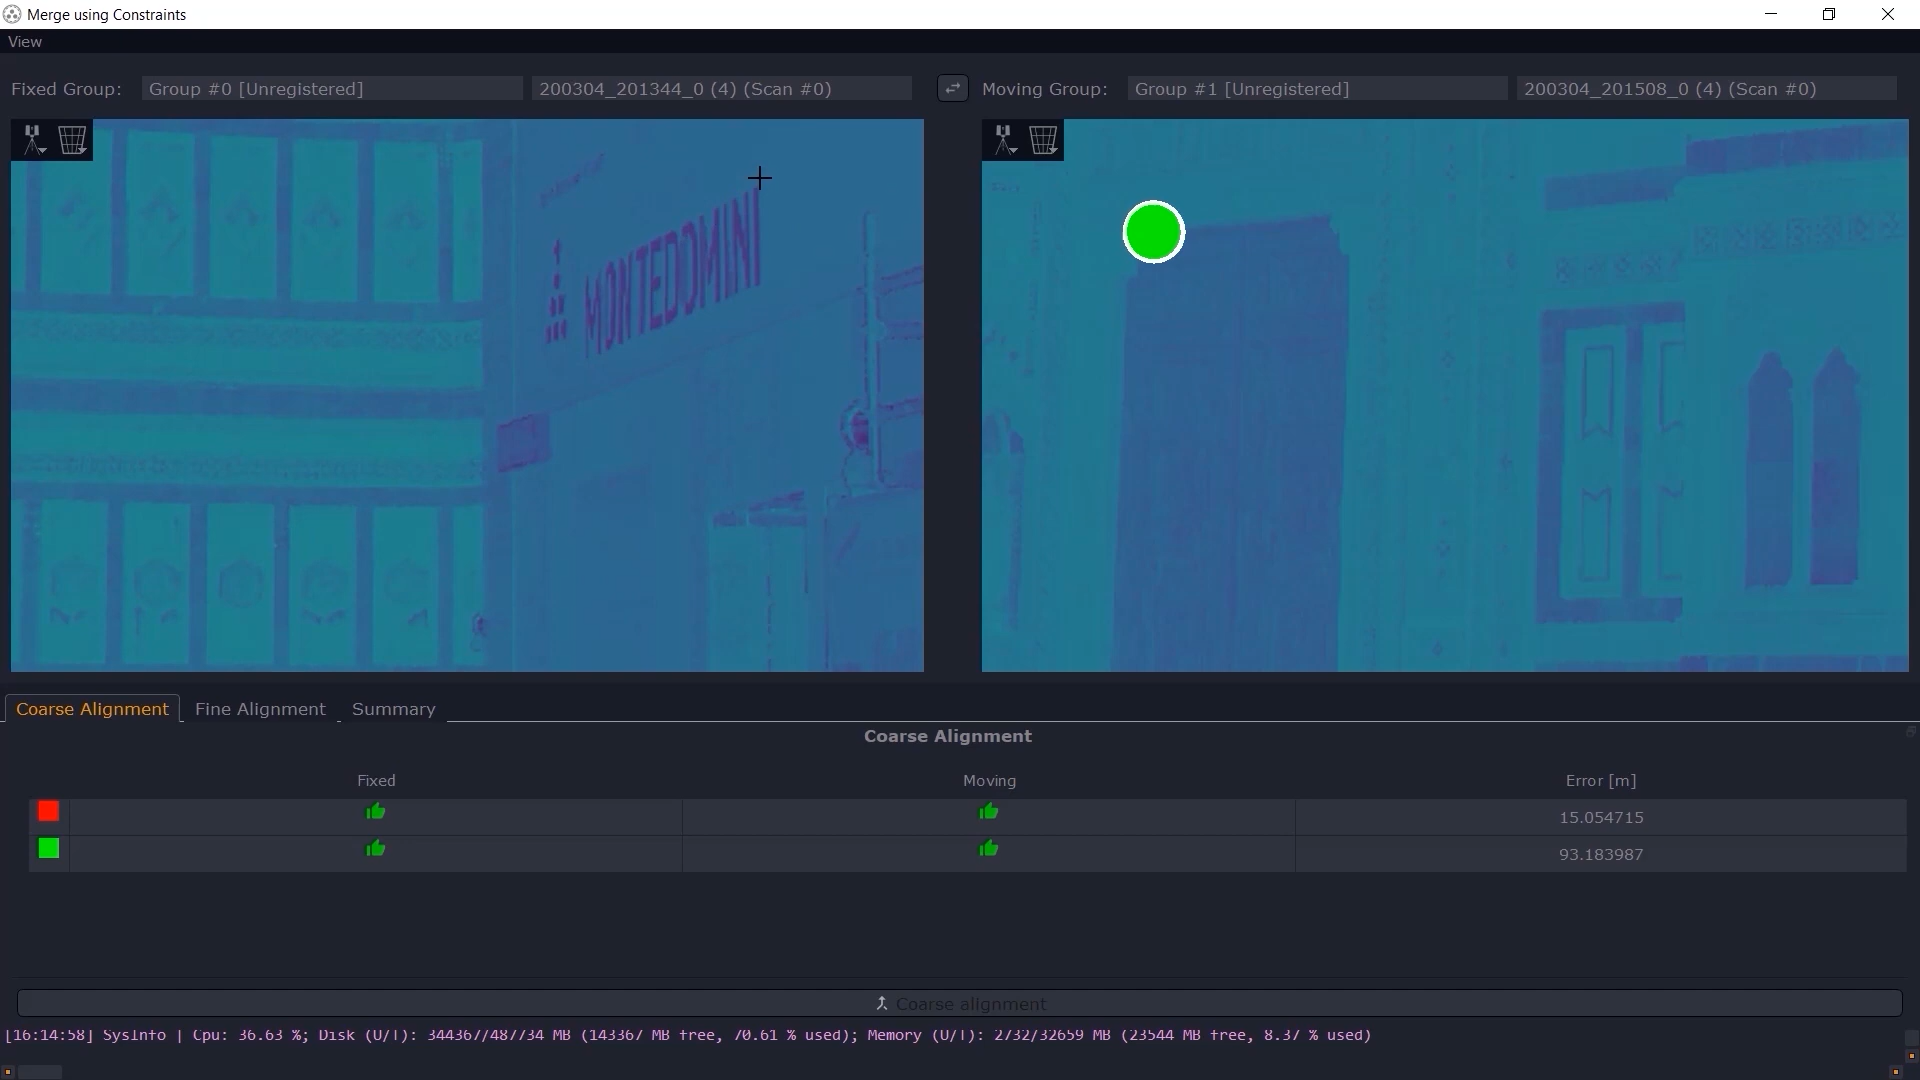 Merge using Constraints
View
Fixed Group: Group #0 [Unregistered] 200304_201344_0 (4) (Scan #0) Moving Group: Group #1 [Unregistered] 200304_201508_0 (4) (Scan #0)
MONTEDOMINI
Coarse Alignment Fine Alignment Summary
Coarse Alignment
Fixed Moving Error [m]
15.054715
93.183987
Coarse alignment
[16:14:58] SysInfo | Cpu: 36.63 %; Disk (U/T): 344367/487734 MB (143367 MB free, 70.61 % used); Memory (U/T): 2732/32659 MB (23544 MB free, 8.37 % used)